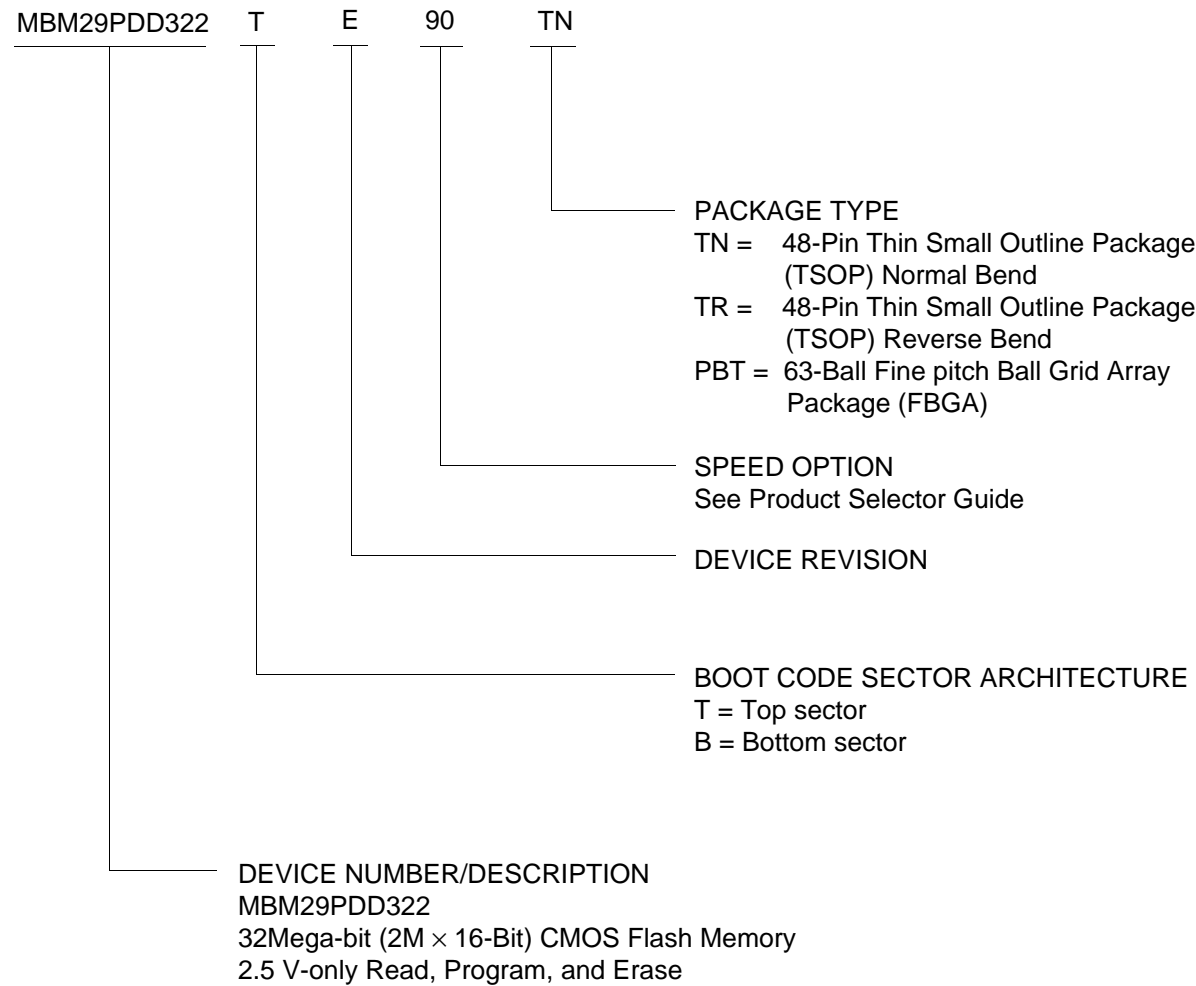 MBM29PDD322 T E 90 TN
PACKAGE TYPE
TN = 48-Pin Thin Small Outline Package
(TSOP) Normal Bend
TR = 48-Pin Thin Small Outline Package
(TSOP) Reverse Bend
PBT = 63-Ball Fine pitch Ball Grid Array
Package (FBGA)
SPEED OPTION
See Product Selector Guide
DEVICE REVISION
BOOT CODE SECTOR ARCHITECTURE
T = Top sector
B = Bottom sector
DEVICE NUMBER/DESCRIPTION
MBM29PDD322
32Mega-bit (2M × 16-Bit) CMOS Flash Memory
2.5 V-only Read, Program, and Erase